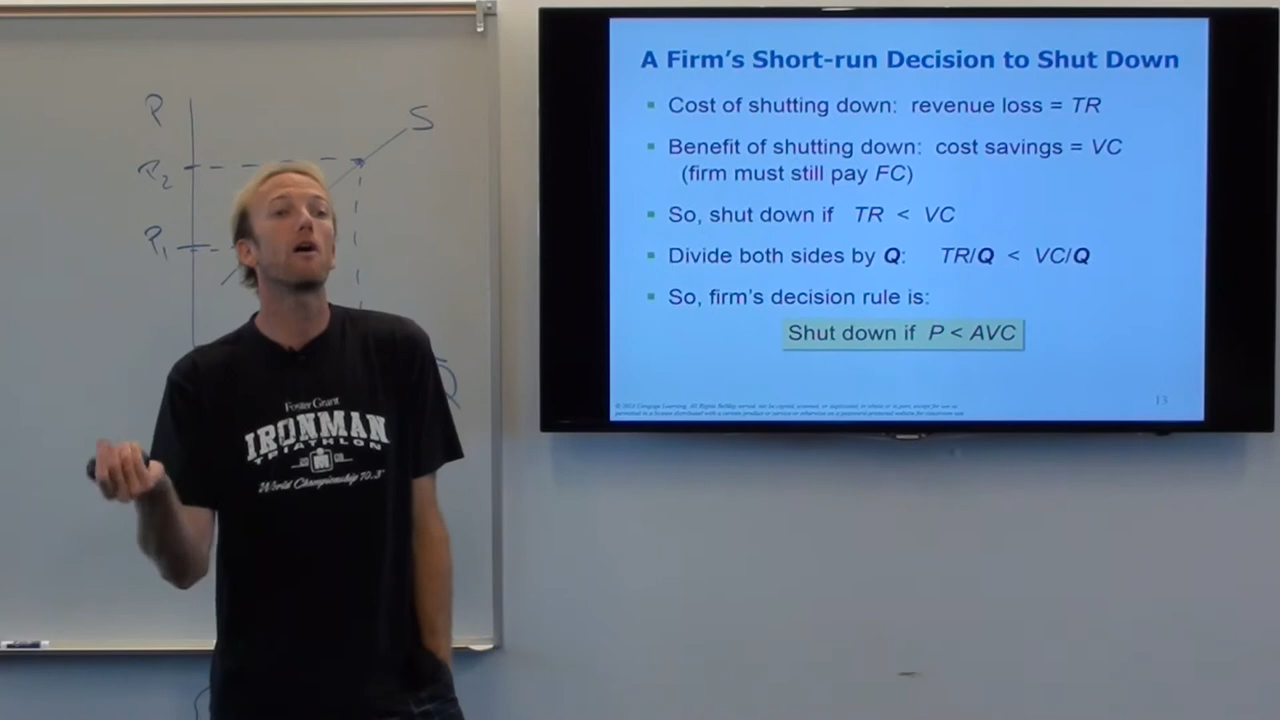 P
S
P2
P1
Q
A Firm's Short-run Decision to Shut Down
Cost of shutting down: revenue loss = TR
Benefit of shutting down: cost savings = VC
(firm must still pay FC)
So, shut down if TR < VC
Divide both sides by Q: TR/Q < VC/Q
So, firm's decision rule is:
Shut down if P < AVC
13
Foster Grant
IRONMAN
TRIATHLON
World Championship 70.3